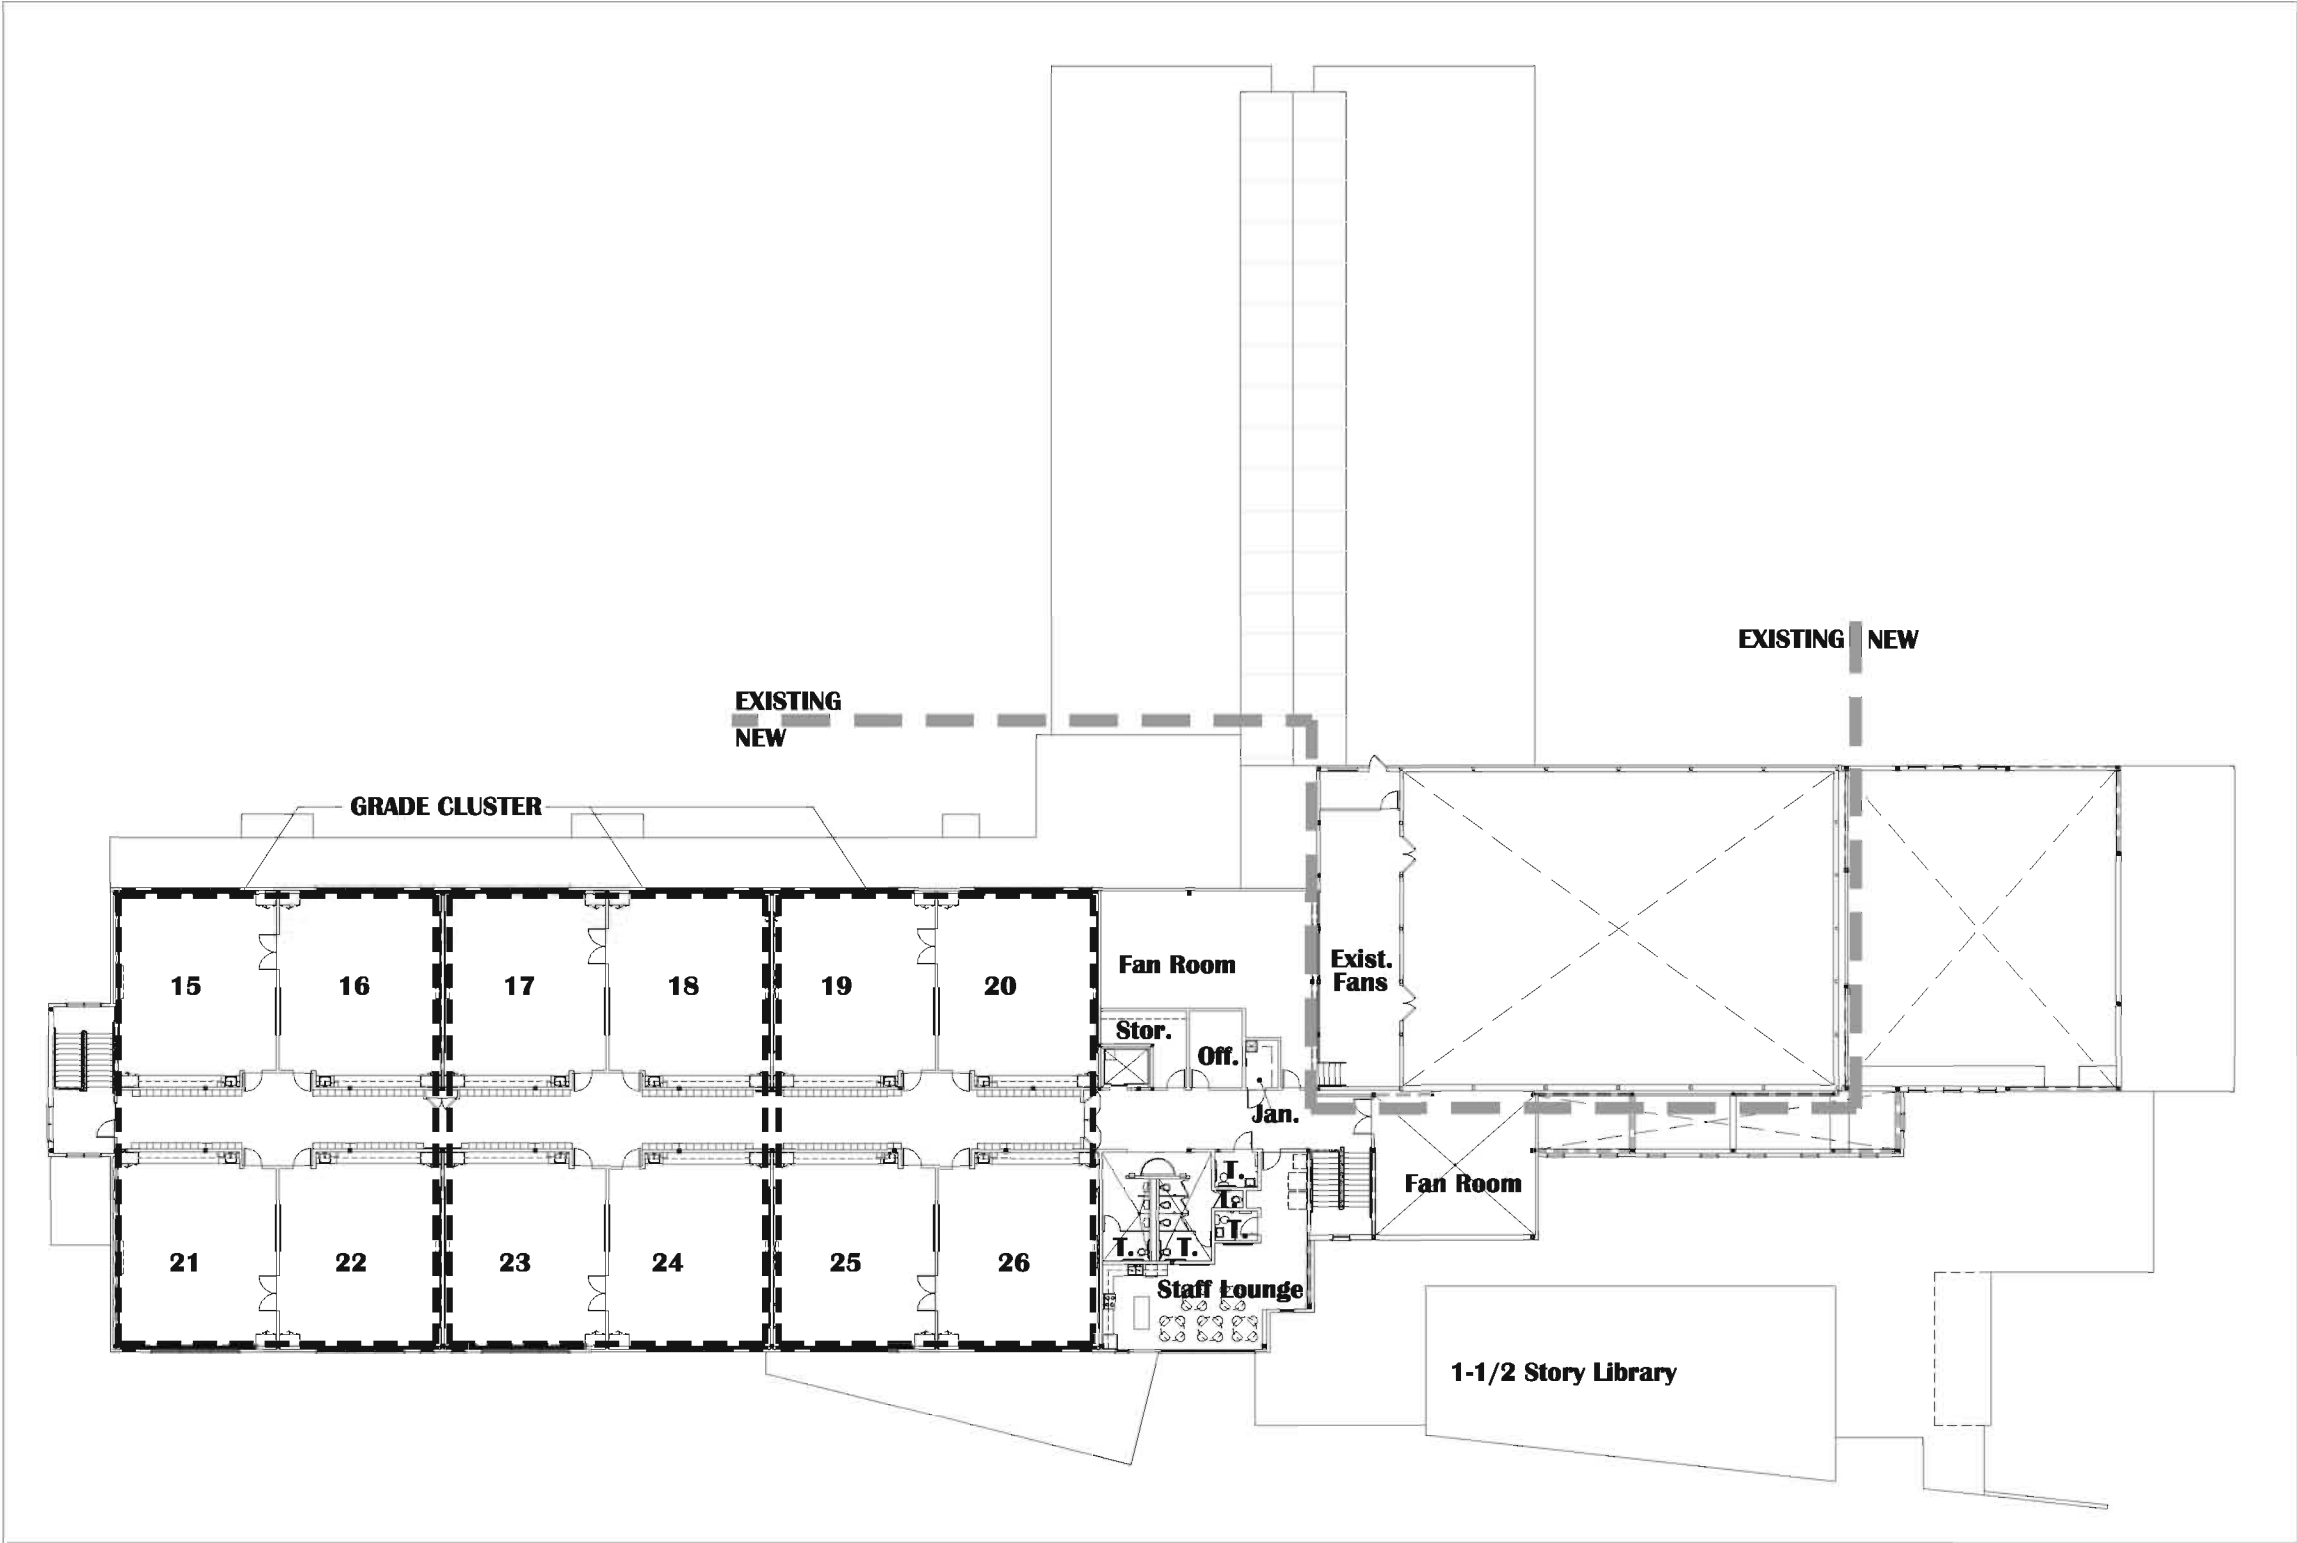 EXISTING NEW
EXISTING
NEW
GRADE CLUSTER
15 16 17 18 19 20
Fan Room
Exist.
Fans
Stor.
Off.
Jan.
T.
T.
T.
T. T.
Fan Room
21 22 23 24 25 26
Staff Lounge
1-1/2 Story Library